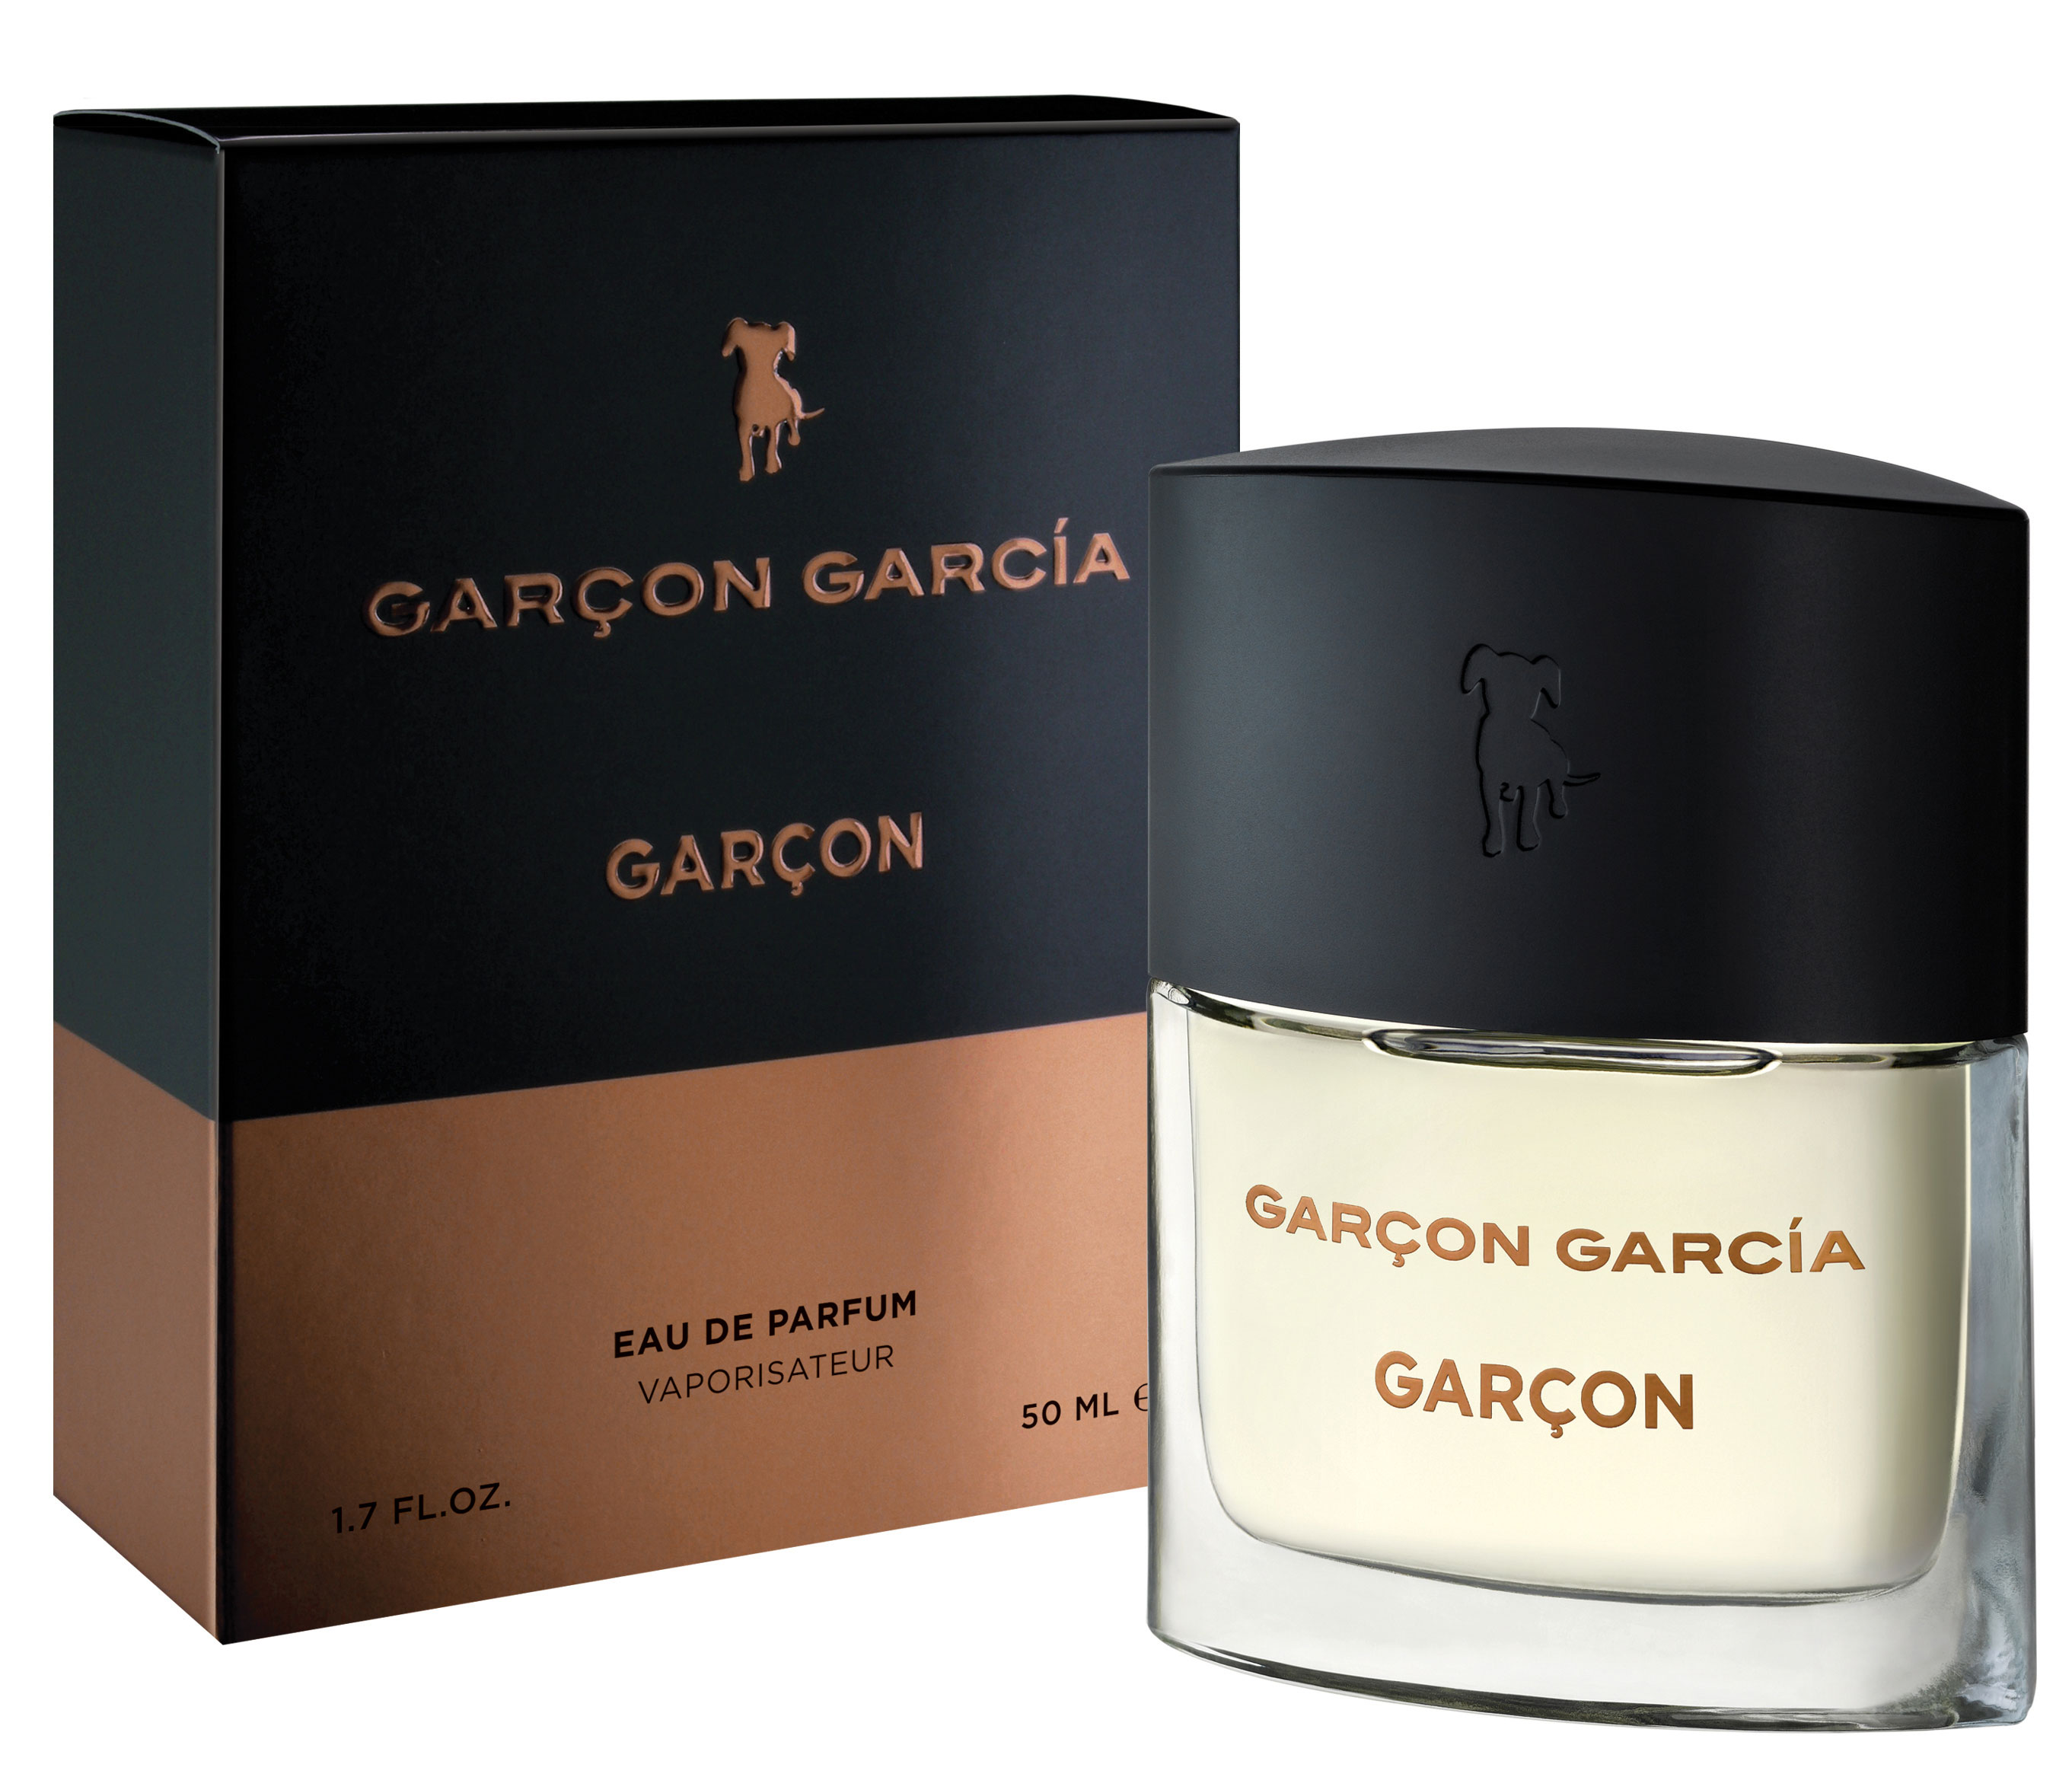 GARÇON GARCÍA
GARÇON
EAU DE PARFUM
VAPORISATEUR
50 ML ℮
1.7 FL.OZ.
GARÇON GARCÍA
GARÇON